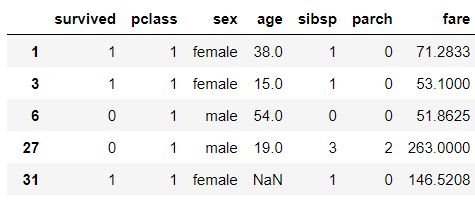 survived pclass sex age sibsp parch fare
1 1 1 female 38.0 1 0 71.2833
3 1 1 female 15.0 1 0 53.1000
6 0 1 male 54.0 0 0 51.8625
27 0 1 male 19.0 3 2 263.0000
31 1 1 female NaN 1 0 146.5208